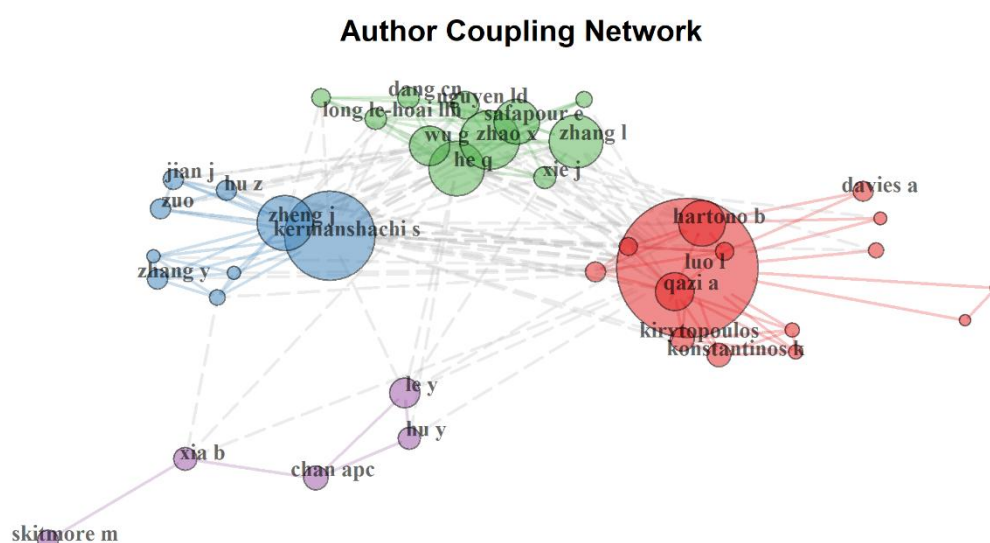 Author Coupling Network
dang cn
nguyen ld
long le-hoai lih
safapour e
wu g
zhao x
zhang l
he q
xie j
jian j
hu z
zuo
davies a
zheng j
kermanshachi s
hartono b
luo l
zhang y
qazi a
kirytopoulos
konstantinos k
le y
hu y
xia b
chan apc
skitmore m